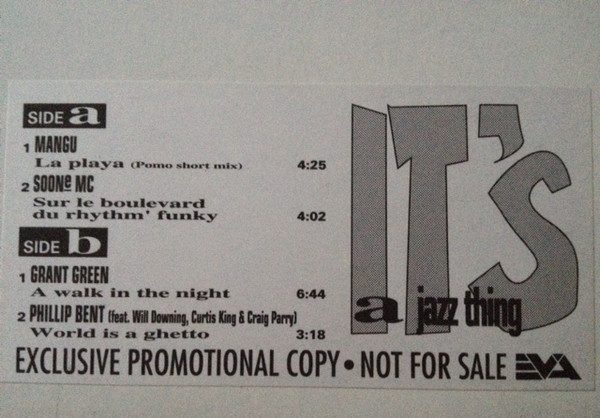 SIDE a
1 MANGU
La playa (Pomo short mix) 4:25
2 SOONe MC
Sur le boulevard
du rhythm' funky 4:02
SIDE b
1 GRANT GREEN
A walk in the night 6:44
2 PHILLIP BENT (feat. Will Downing, Curtis King & Craig Parry)
World is a ghetto 3:18
IT's
a jazz thing
EXCLUSIVE PROMOTIONAL COPY • NOT FOR SALE EVA